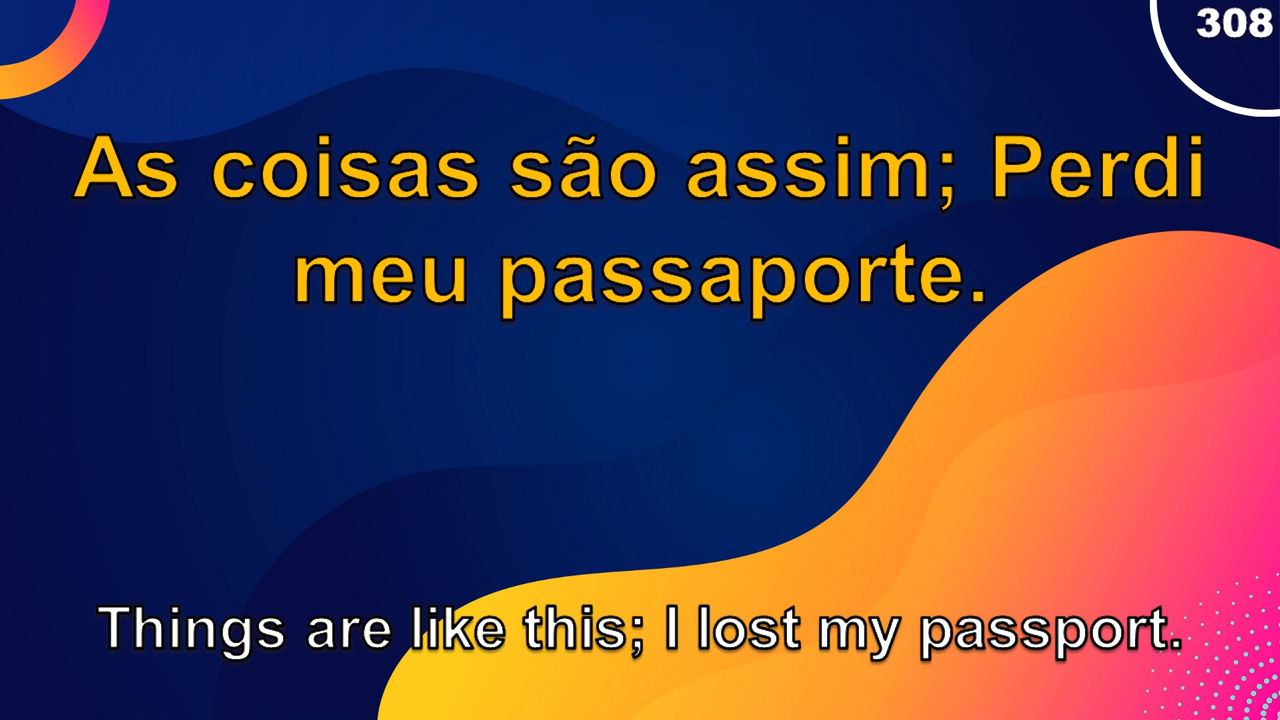 308
As coisas são assim; Perdi
meu passaporte.
Things are like this; I lost my passport.